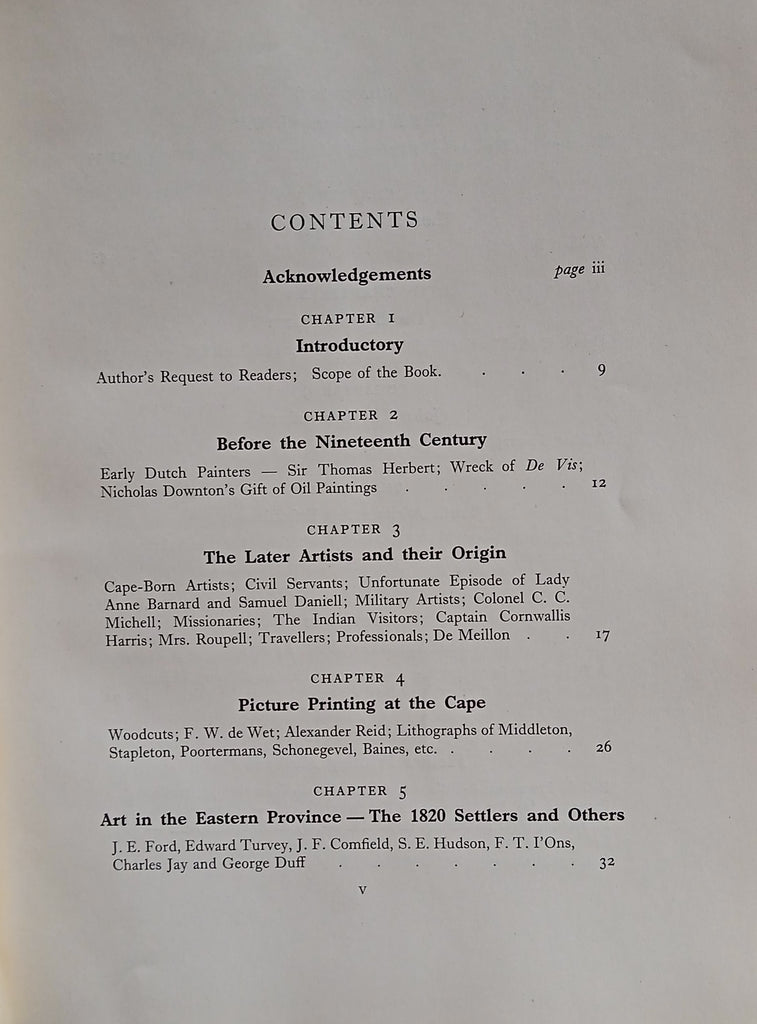 CONTENTS
Acknowledgements page iii
CHAPTER 1
Introductory
Author's Request to Readers; Scope of the Book. . . . 9
CHAPTER 2
Before the Nineteenth Century
Early Dutch Painters — Sir Thomas Herbert; Wreck of De Vis;
Nicholas Downton's Gift of Oil Paintings . . . . . 12
CHAPTER 3
The Later Artists and their Origin
Cape-Born Artists; Civil Servants; Unfortunate Episode of Lady
Anne Barnard and Samuel Daniell; Military Artists; Colonel C. C.
Michell; Missionaries; The Indian Visitors; Captain Cornwallis
Harris; Mrs. Roupell; Travellers; Professionals; De Meillon . . 17
CHAPTER 4
Picture Printing at the Cape
Woodcuts; F. W. de Wet; Alexander Reid; Lithographs of Middleton,
Stapleton, Poortermans, Schonegevel, Baines, etc. . . . . 26
CHAPTER 5
Art in the Eastern Province — The 1820 Settlers and Others
J. E. Ford, Edward Turvey, J. F. Comfield, S. E. Hudson, F. T. I'Ons,
Charles Jay and George Duff . . . . . . . 32
v